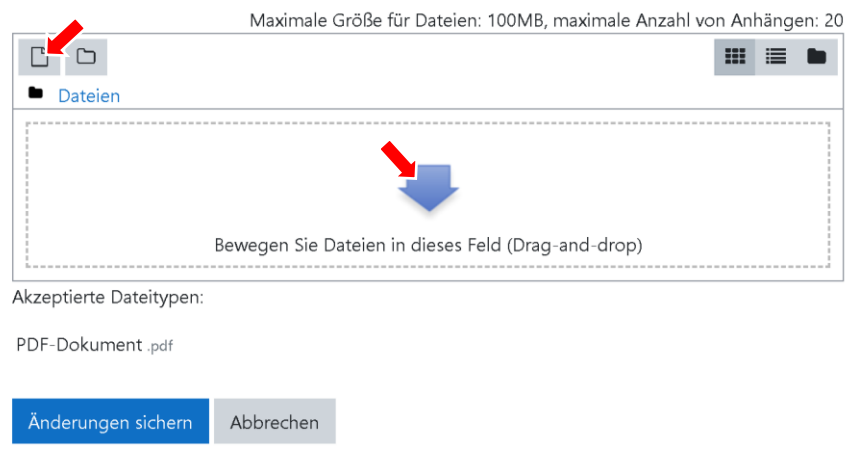 Maximale Größe für Dateien: 100MB, maximale Anzahl von Anhängen: 20
Dateien
Bewegen Sie Dateien in dieses Feld (Drag-and-drop)
Akzeptierte Dateitypen:
PDF-Dokument .pdf
Änderungen sichern Abbrechen